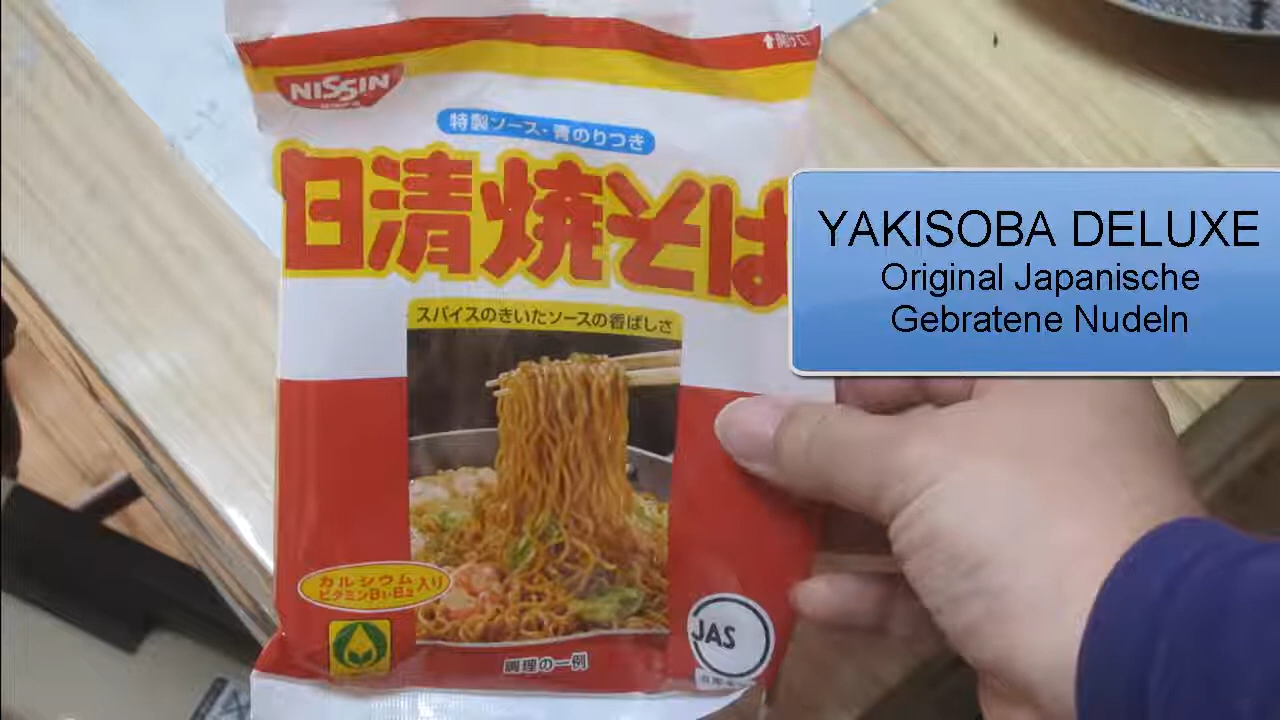 ↑開け口
NISSIN
特製ソース・青のりつき
日清焼そば
YAKISOBA DELUXE
Original Japanische
Gebratene Nudeln
スパイスのきいたソースの香ばしさ
カルシウム
ビタミンB1・B2 入り
JAS
調理の一例